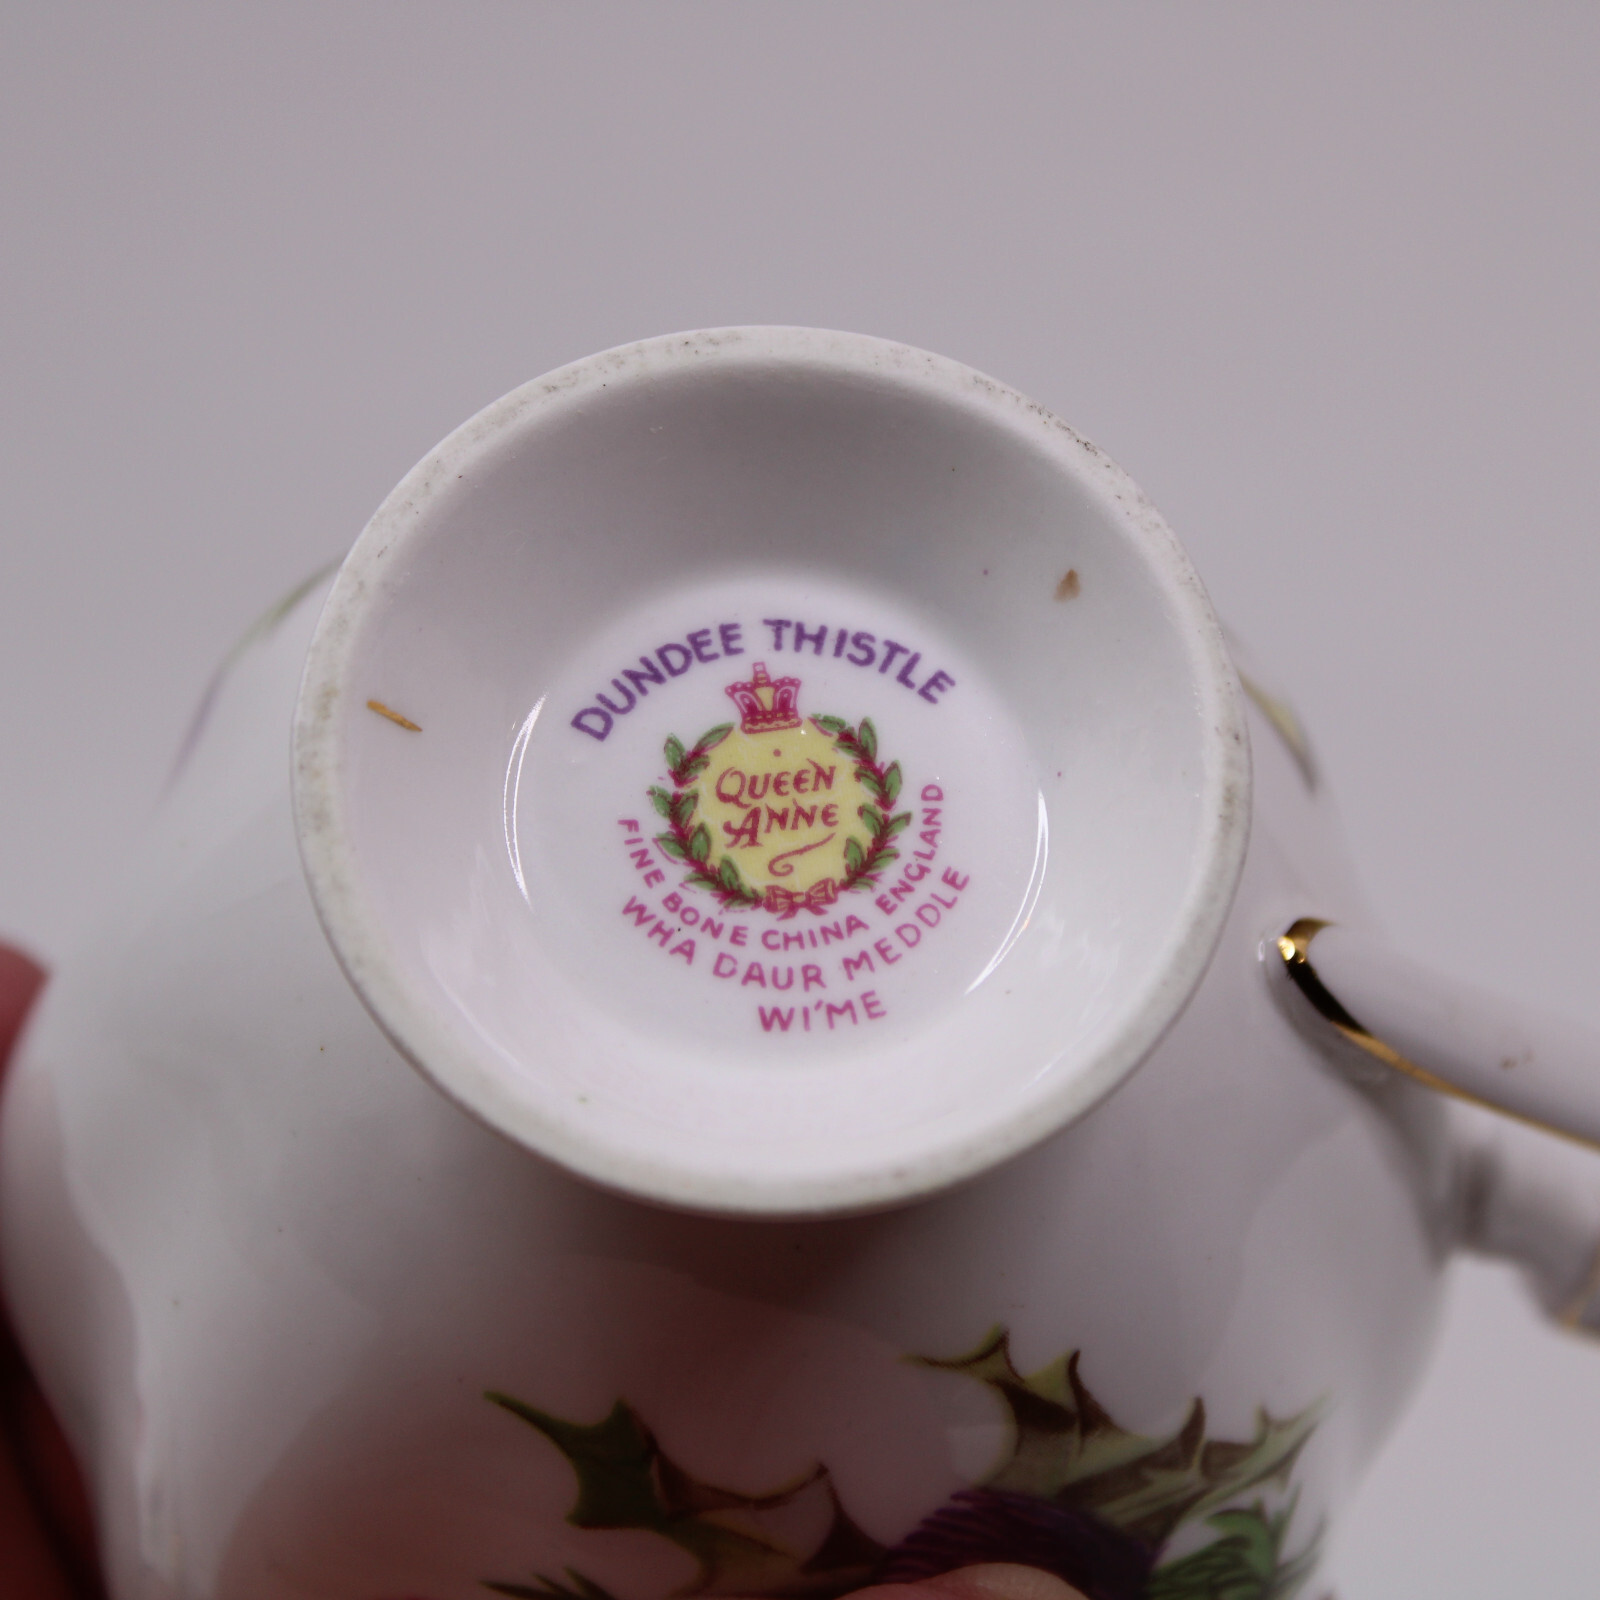 DUNDEE THISTLE
QUEEN
ANNE
FINE BONE CHINA ENGLAND
WHA DAUR MEDDLE
WI'ME